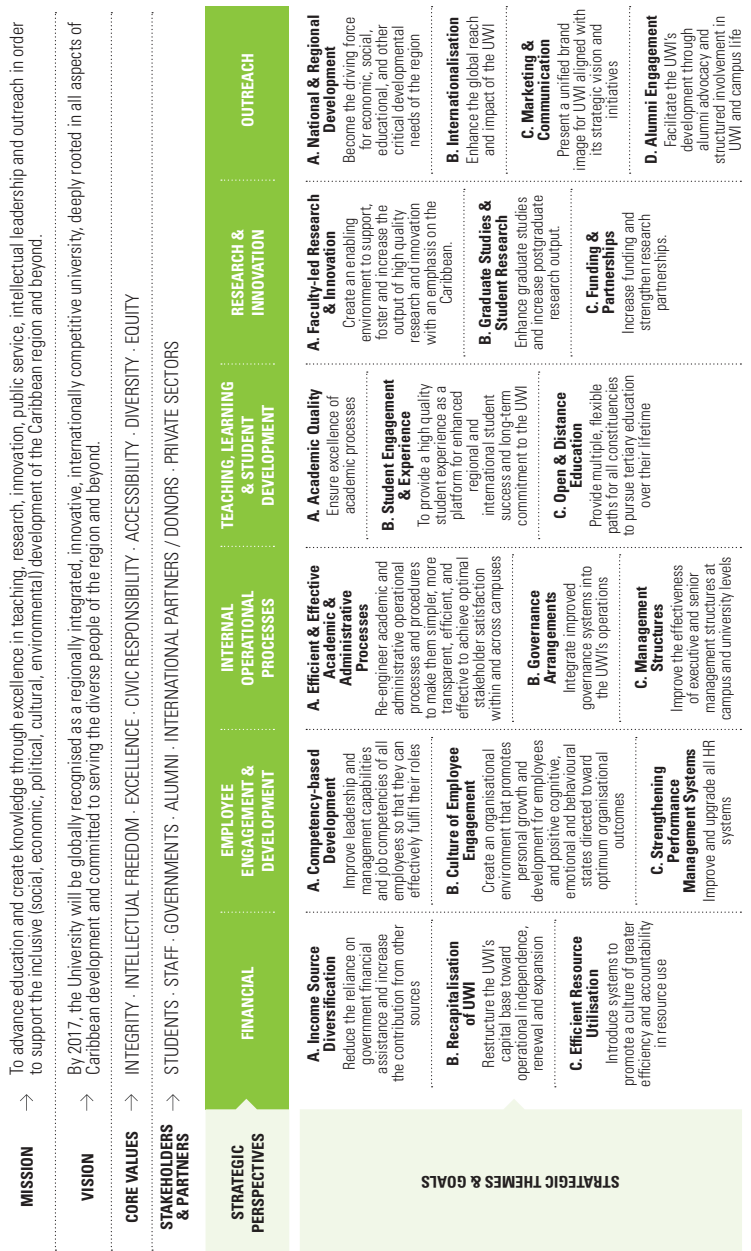 MISSION → To advance education and create knowledge through excellence in teaching, research, innovation, public service, intellectual leadership and outreach in order
to support the inclusive (social, economic, political, cultural, environmental) development of the Caribbean region and beyond.
VISION → By 2017, the University will be globally recognised as a regionally integrated, innovative, internationally competitive university, deeply rooted in all aspects of
Caribbean development and committed to serving the diverse people of the region and beyond.
CORE VALUES → INTEGRITY · INTELLECTUAL FREEDOM · EXCELLENCE · CIVIC RESPONSIBILITY · ACCESSIBILITY · DIVERSITY · EQUITY
STAKEHOLDERS
& PARTNERS → STUDENTS · STAFF · GOVERNMENTS · ALUMNI · INTERNATIONAL PARTNERS / DONORS · PRIVATE SECTORS
STRATEGIC
PERSPECTIVES
STRATEGIC THEMES & GOALS
FINANCIAL
A. Income Source
Diversification
Reduce the reliance on
government financial
assistance and increase
the contribution from other
sources
B. Recapitalisation
of UWI
Restructure the UWI's
capital base toward
operational independence,
renewal and expansion
C. Efficient Resource
Utilisation
Introduce systems to
promote a culture of greater
efficiency and accountability
in resource use
EMPLOYEE
ENGAGEMENT &
DEVELOPMENT
A. Competency-based
Development
Improve leadership and
management capabilities
and job competencies of all
employees so that they can
effectively fulfil their roles
B. Culture of Employee
Engagement
Create an organisational
environment that promotes
personal growth and
development for employees
and positive cognitive,
emotional and behavioural
states directed toward
optimum organisational
outcomes
C. Strengthening
Performance
Management Systems
Improve and upgrade all HR
systems
INTERNAL
OPERATIONAL
PROCESSES
A. Efficient & Effective
Academic &
Administrative
Processes
Re-engineer academic and
administrative operational
processes and procedures
to make them simpler, more
transparent, efficient, and
effective to achieve optimal
stakeholder satisfaction
within and across campuses
B. Governance
Arrangements
Integrate improved
governance systems into
the UWI's operations
C. Management
Structures
Improve the effectiveness
of executive and senior
management structures at
campus and university levels
TEACHING, LEARNING
& STUDENT
DEVELOPMENT
A. Academic Quality
Ensure excellence of
academic processes
B. Student Engagement
& Experience
To provide a high quality
student experience as a
platform for enhanced
regional and
international student
success and long-term
commitment to the UWI
C. Open & Distance
Education
Provide multiple, flexible
paths for all constituencies
to pursue tertiary education
over their lifetime
RESEARCH &
INNOVATION
A. Faculty-led Research
& Innovation
Create an enabling
environment to support,
foster and increase the
output of high quality
research and innovation
with an emphasis on the
Caribbean.
B. Graduate Studies &
Student Research
Enhance graduate studies
and increase postgraduate
research output.
C. Funding &
Partnerships
Increase funding and
strengthen research
partnerships.
OUTREACH
A. National & Regional
Development
Become the driving force
for economic, social,
educational, and other
critical developmental
needs of the region
B. Internationalisation
Enhance the global reach
and impact of the UWI
C. Marketing &
Communication
Present a unified brand
image for UWI aligned with
its strategic vision and
initiatives
D. Alumni Engagement
Facilitate the UWI's
development through
alumni advocacy and
structured involvement in
UWI and campus life